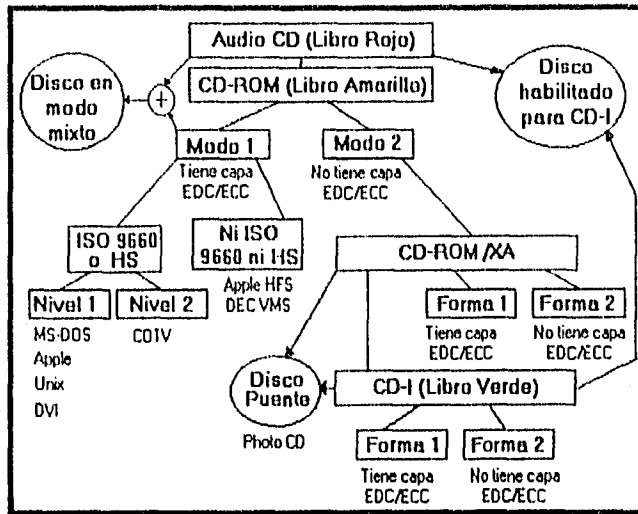 Audio CD (Libro Rojo)
CD-ROM (Libro Amarillo)
Disco en
modo
mixto
+
Disco
habilitado
para CD-I
Modo 1
Tiene capa
EDC/ECC
Modo 2
No tiene capa
EDC/ECC
ISO 9660
o HS
Ni ISO
9660 ni HS
Apple HFS
DEC VMS
CD-ROM /XA
Nivel 1
MS-DOS
Apple
Unix
DVI
Nivel 2
CDTV
Forma 1
Tiene capa
EDC/ECC
Forma 2
No tiene capa
EDC/ECC
Disco
Puente
Photo CD
CD-I (Libro Verde)
Forma 1
Tiene capa
EDC/ECC
Forma 2
No tiene capa
EDC/ECC